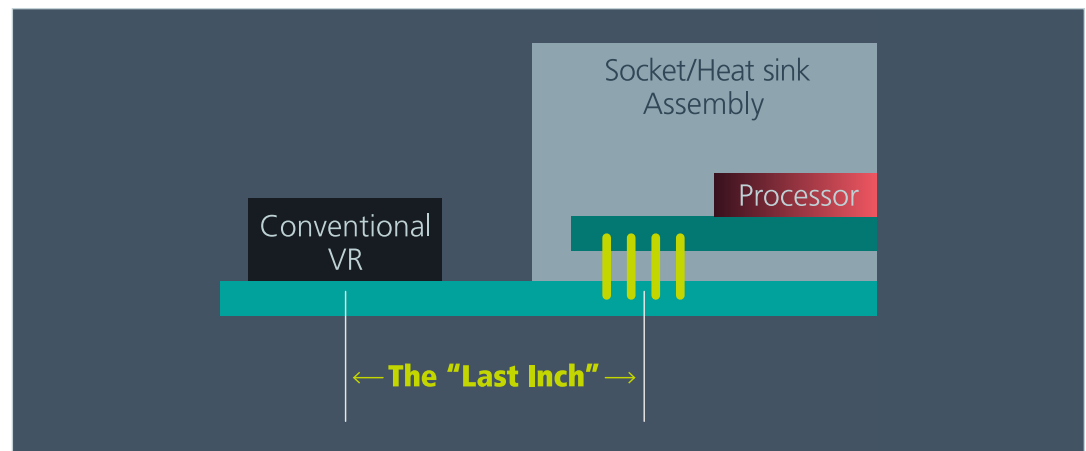 Socket/Heat sink
Assembly
Processor
Conventional
VR
The “Last Inch”